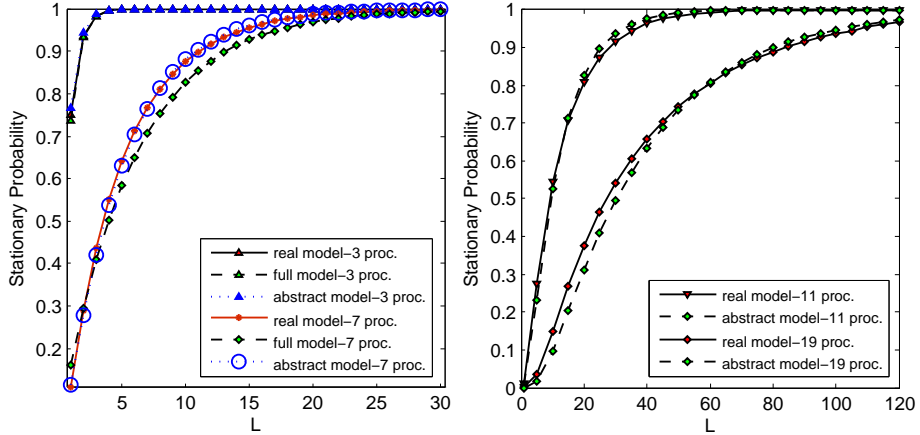 1
0.9
0.8
0.7
0.6
0.5
0.4
0.3
0.2
Stationary Probability
5 10 15 20 25 30
L
real model−3 proc.
full model−3 proc.
abstract model−3 proc.
real model−7 proc.
full model−7 proc.
abstract model−7 proc.
1
0.9
0.8
0.7
0.6
0.5
0.4
0.3
0.2
0.1
0
Stationary Probability
0 20 40 60 80 100 120
L
real model−11 proc.
abstract model−11 proc.
real model−19 proc.
abstract model−19 proc.